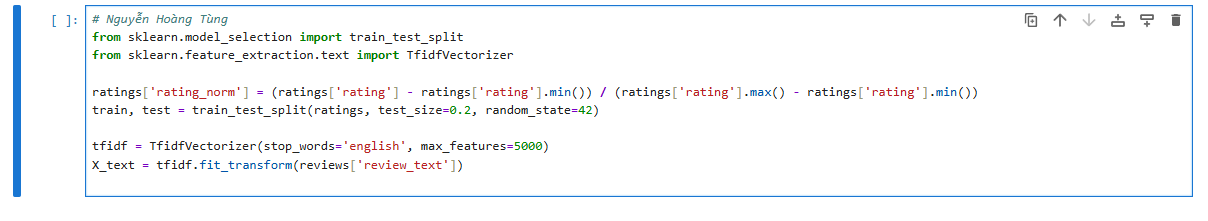 [ ]:
# Nguyễn Hoàng Tùng
from sklearn.model_selection import train_test_split
from sklearn.feature_extraction.text import TfidfVectorizer
ratings['rating_norm'] = (ratings['rating'] - ratings['rating'].min()) / (ratings['rating'].max() - ratings['rating'].min())
train, test = train_test_split(ratings, test_size=0.2, random_state=42)
tfidf = TfidfVectorizer(stop_words='english', max_features=5000)
X_text = tfidf.fit_transform(reviews['review_text'])